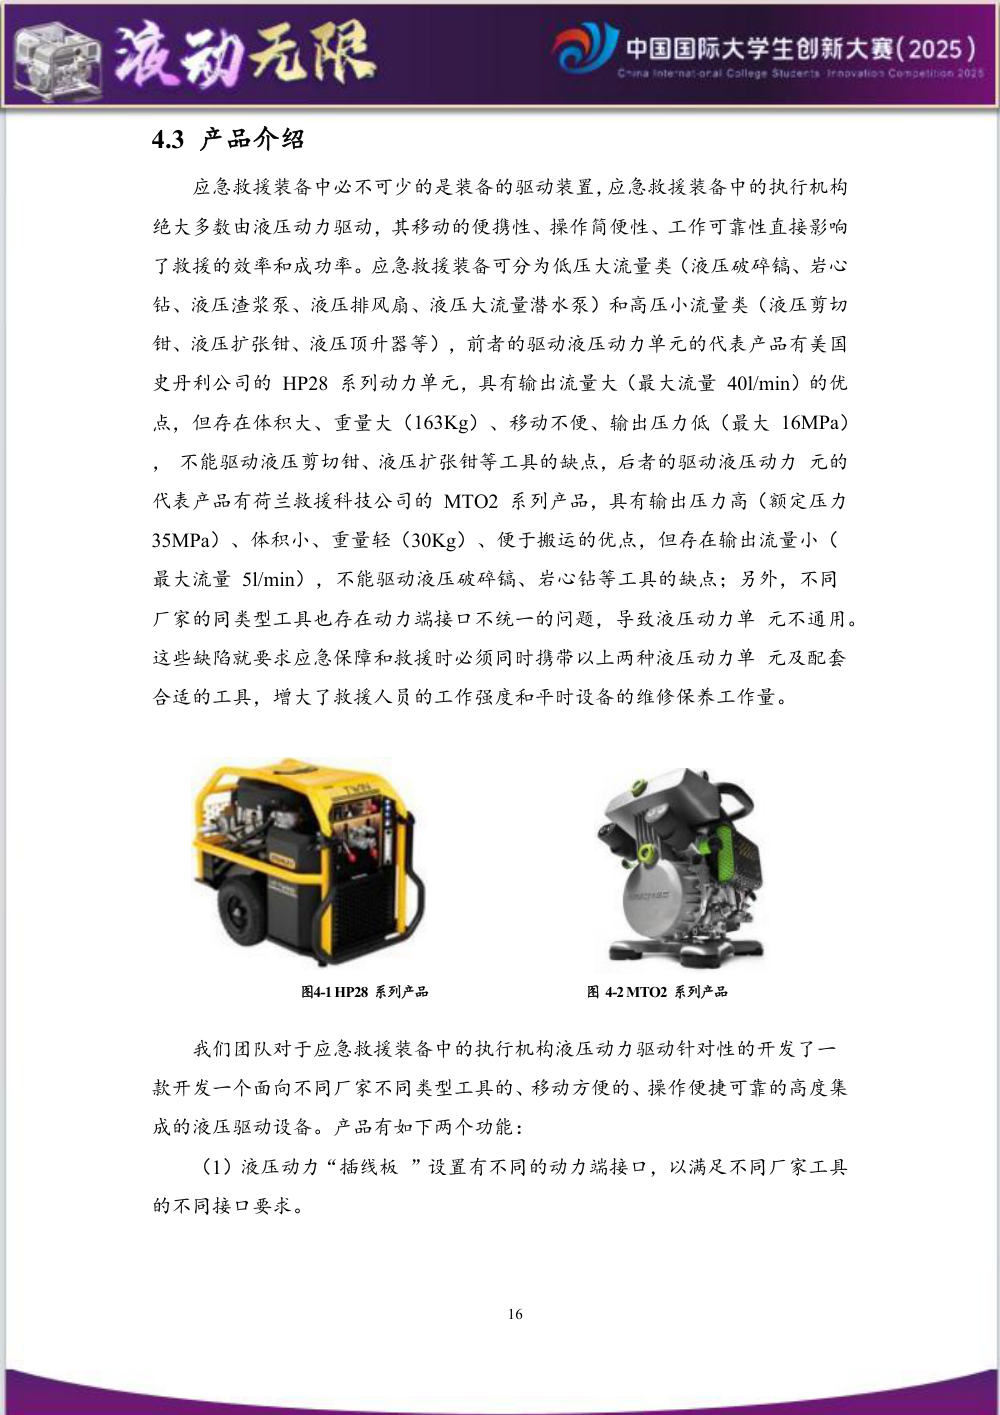 液动无限
中国国际大学生创新大赛(2025)
China International College Students' Innovation Competition 2025
4.3 产品介绍
应急救援装备中必不可少的是装备的驱动装置，应急救援装备中的执行机构
绝大多数由液压动力驱动，其移动的便携性、操作简便性、工作可靠性直接影响
了救援的效率和成功率。应急救援装备可分为低压大流量类（液压破碎镐、岩心
钻、液压渣浆泵、液压排风扇、液压大流量潜水泵）和高压小流量类（液压剪切
钳、液压扩张钳、液压顶升器等），前者的驱动液压动力单元的代表产品有美国
史丹利公司的 HP28 系列动力单元，具有输出流量大（最大流量 40l/min）的优
点，但存在体积大、重量大（163Kg）、移动不便、输出压力低（最大 16MPa）
， 不能驱动液压剪切钳、液压扩张钳等工具的缺点，后者的驱动液压动力 元的
代表产品有荷兰救援科技公司的 MTO2 系列产品，具有输出压力高（额定压力
35MPa）、体积小、重量轻（30Kg）、便于搬运的优点，但存在输出流量小（
最大流量 5l/min），不能驱动液压破碎镐、岩心钻等工具的缺点；另外，不同
厂家的同类型工具也存在动力端接口不统一的问题，导致液压动力单 元不通用。
这些缺陷就要求应急保障和救援时必须同时携带以上两种液压动力单 元及配套
合适的工具，增大了救援人员的工作强度和平时设备的维修保养工作量。
TWIN
STANLEY
图4-1 HP28 系列产品
图 4-2 MTO2 系列产品
我们团队对于应急救援装备中的执行机构液压动力驱动针对性的开发了一
款开发一个面向不同厂家不同类型工具的、移动方便的、操作便捷可靠的高度集
成的液压驱动设备。产品有如下两个功能：
（1）液压动力“插线板 ”设置有不同的动力端接口，以满足不同厂家工具
的不同接口要求。
16